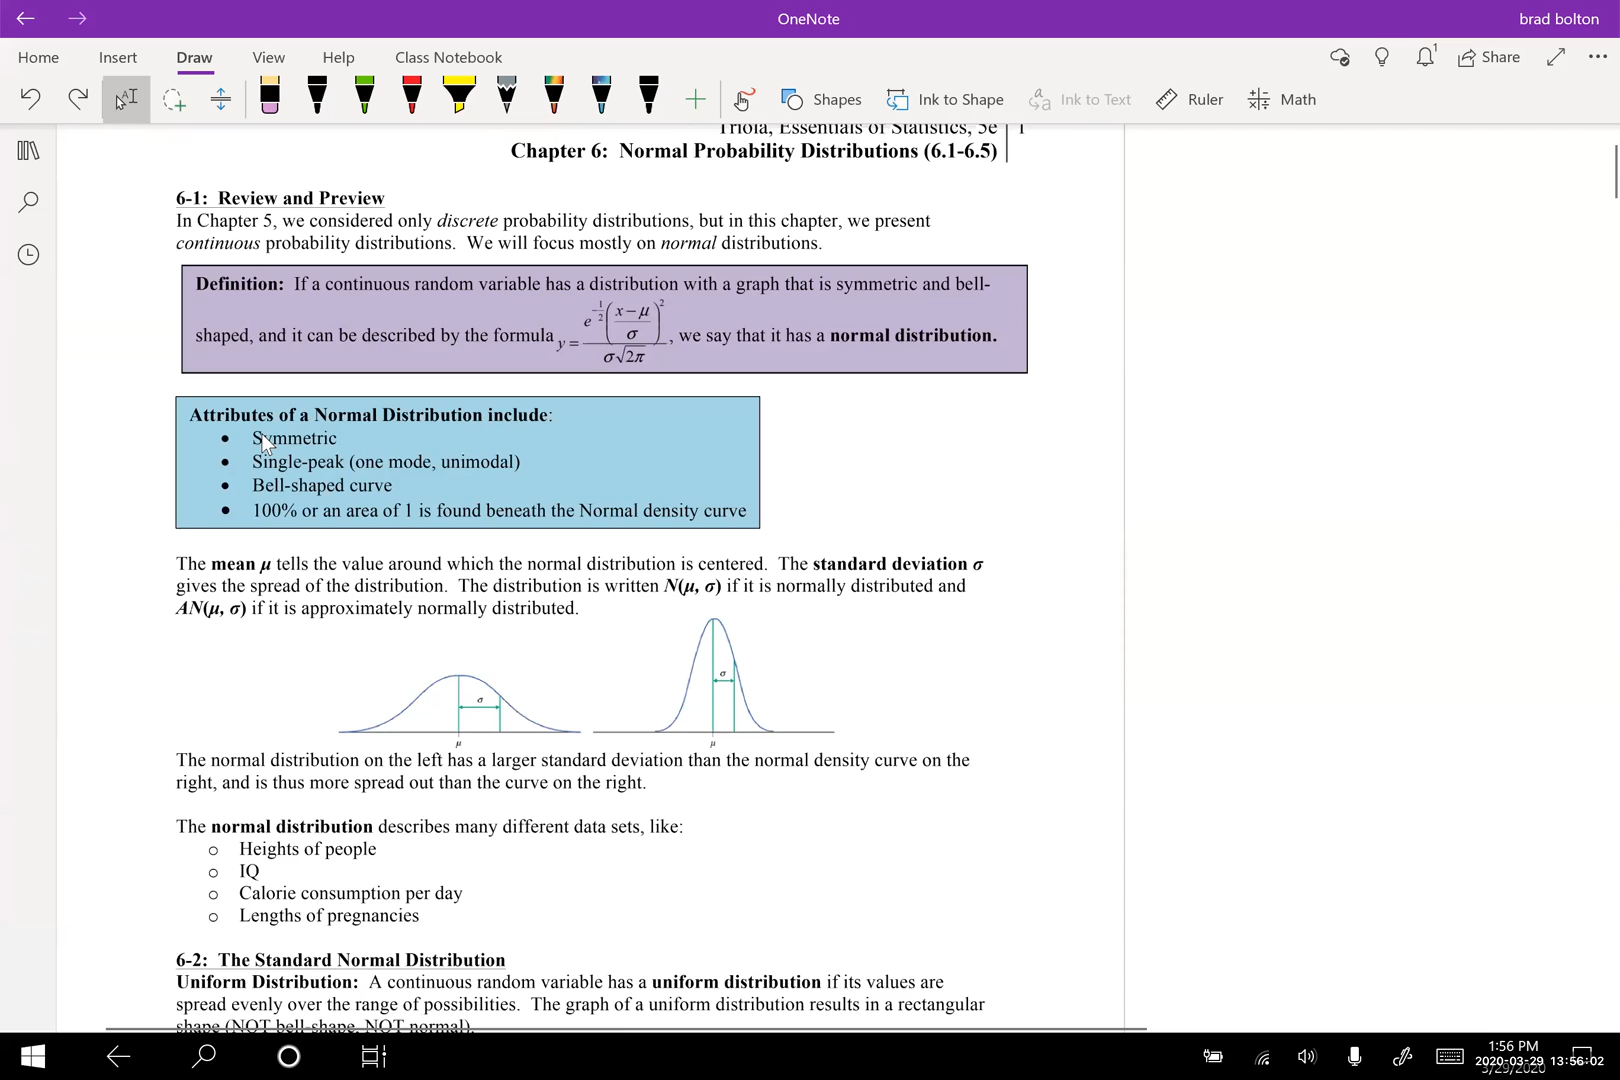 OneNote
brad bolton
Home Insert Draw View Help Class Notebook
1
Share
Shapes Ink to Shape Ink to Text Ruler Math
Triola, Essentials of Statistics, 5e 1
Chapter 6: Normal Probability Distributions (6.1-6.5)
6-1: Review and Preview
In Chapter 5, we considered only discrete probability distributions, but in this chapter, we present
continuous probability distributions. We will focus mostly on normal distributions.
Definition: If a continuous random variable has a distribution with a graph that is symmetric and bell-
shaped, and it can be described by the formula y = e^{-1/2((x-μ)/σ)^2} / σ√2π, we say that it has a normal distribution.
Attributes of a Normal Distribution include:
• Symmetric
• Single-peak (one mode, unimodal)
• Bell-shaped curve
• 100% or an area of 1 is found beneath the Normal density curve
The mean μ tells the value around which the normal distribution is centered. The standard deviation σ
gives the spread of the distribution. The distribution is written N(μ, σ) if it is normally distributed and
AN(μ, σ) if it is approximately normally distributed.
σ σ
μ μ
The normal distribution on the left has a larger standard deviation than the normal density curve on the
right, and is thus more spread out than the curve on the right.
The normal distribution describes many different data sets, like:
o Heights of people
o IQ
o Calorie consumption per day
o Lengths of pregnancies
6-2: The Standard Normal Distribution
Uniform Distribution: A continuous random variable has a uniform distribution if its values are
spread evenly over the range of possibilities. The graph of a uniform distribution results in a rectangular
shape (NOT bell-shape, NOT normal).
1:56 PM
2020-03-29 13:56:02
3/29/2020